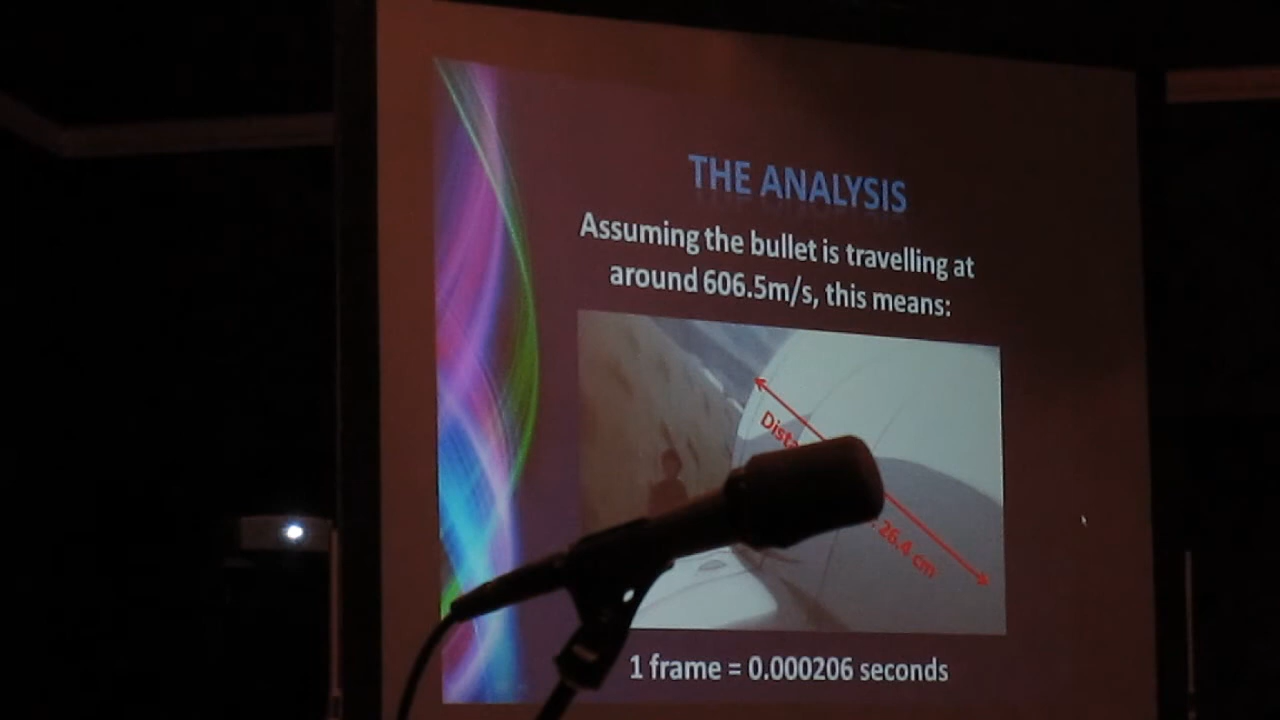 THE ANALYSIS
Assuming the bullet is travelling at
around 606.5m/s, this means:
26.4 cm
1 frame = 0.000206 seconds